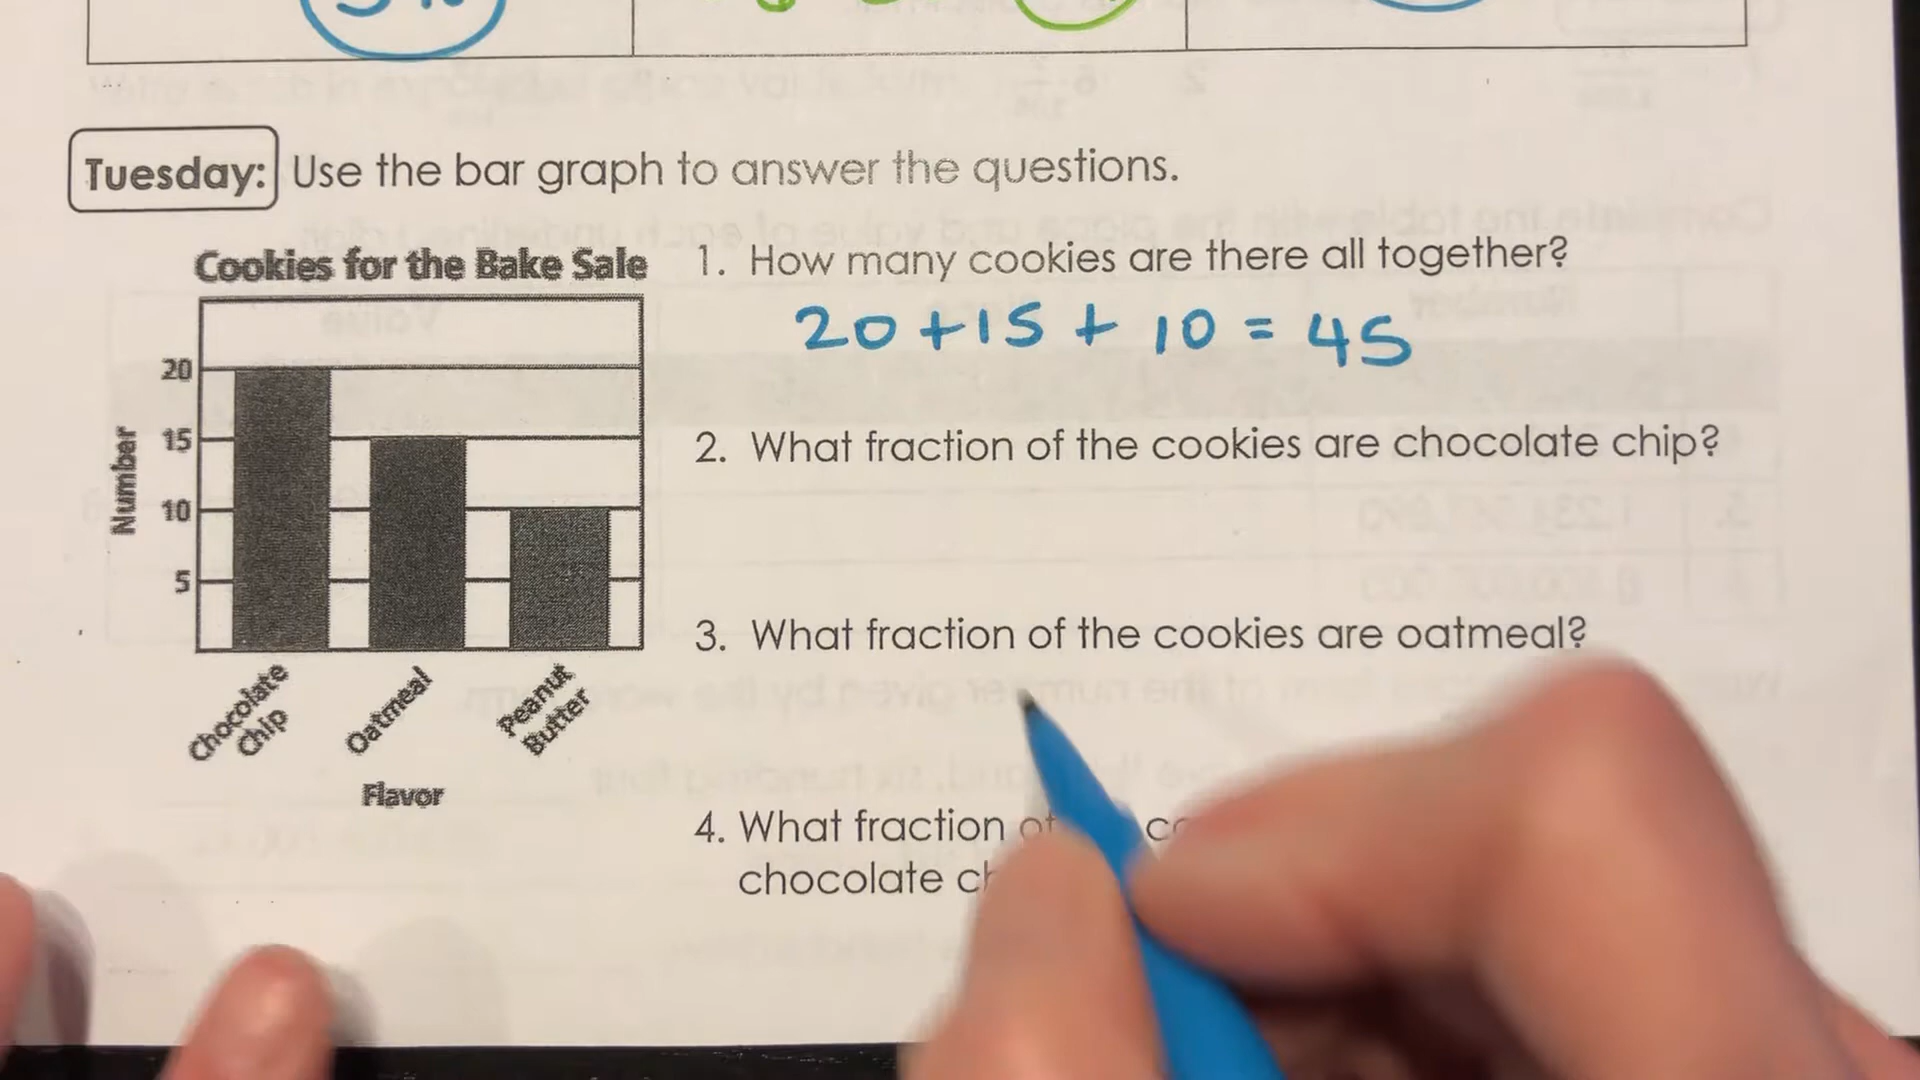 Tuesday: Use the bar graph to answer the questions.
Cookies for the Bake Sale
Number
20
15
10
5
Chocolate
Chip
Oatmeal
Peanut
Butter
Flavor
1. How many cookies are there all together?
20 + 15 + 10 = 45
2. What fraction of the cookies are chocolate chip?
3. What fraction of the cookies are oatmeal?
4. What fraction of
chocolate